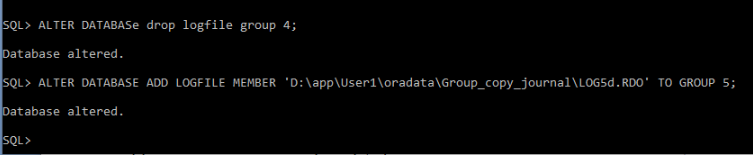 SQL> ALTER DATABASe drop logfile group 4;
Database altered.
SQL> ALTER DATABASE ADD LOGFILE MEMBER 'D:\app\User1\oradata\Group_copy_journal\LOG5d.RDO' TO GROUP 5;
Database altered.
SQL>